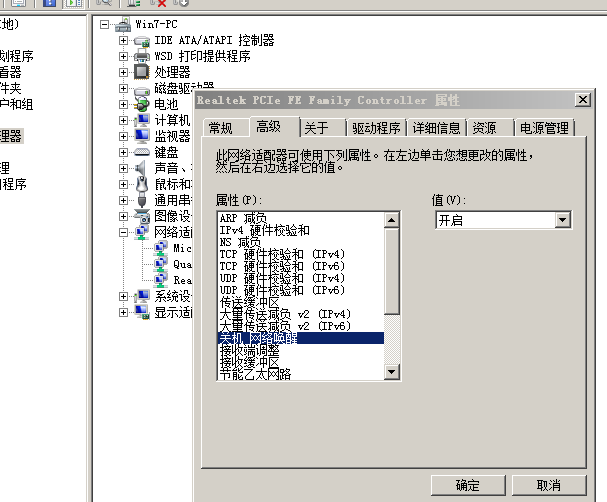 地)
Win7-PC
IDE ATA/ATAPI 控制器
划程序
WSD 打印提供程序
看器
处理器
件夹
磁盘驱动器
户和组
电池
计算机
理器
监视器
键盘
理
声音、
程序
鼠标和
通用串
图像设
网络适
Mic
Qua
Rea
系统设
显示适
Realtek PCIe FE Family Controller 属性
常规
高级
关于
驱动程序
详细信息
资源
电源管理
此网络适配器可使用下列属性。在左边单击您想更改的属性，
然后在右边选择它的值。
属性(P):
值(V):
ARP 减负
IPv4 硬件校验和
NS 减负
TCP 硬件校验和 (IPv4)
TCP 硬件校验和 (IPv6)
UDP 硬件校验和 (IPv4)
UDP 硬件校验和 (IPv6)
传送缓冲区
大量传送减负 v2 (IPv4)
大量传送减负 v2 (IPv6)
关机 网络唤醒
接收端调整
接收缓冲区
节能乙太网路
开启
确定
取消